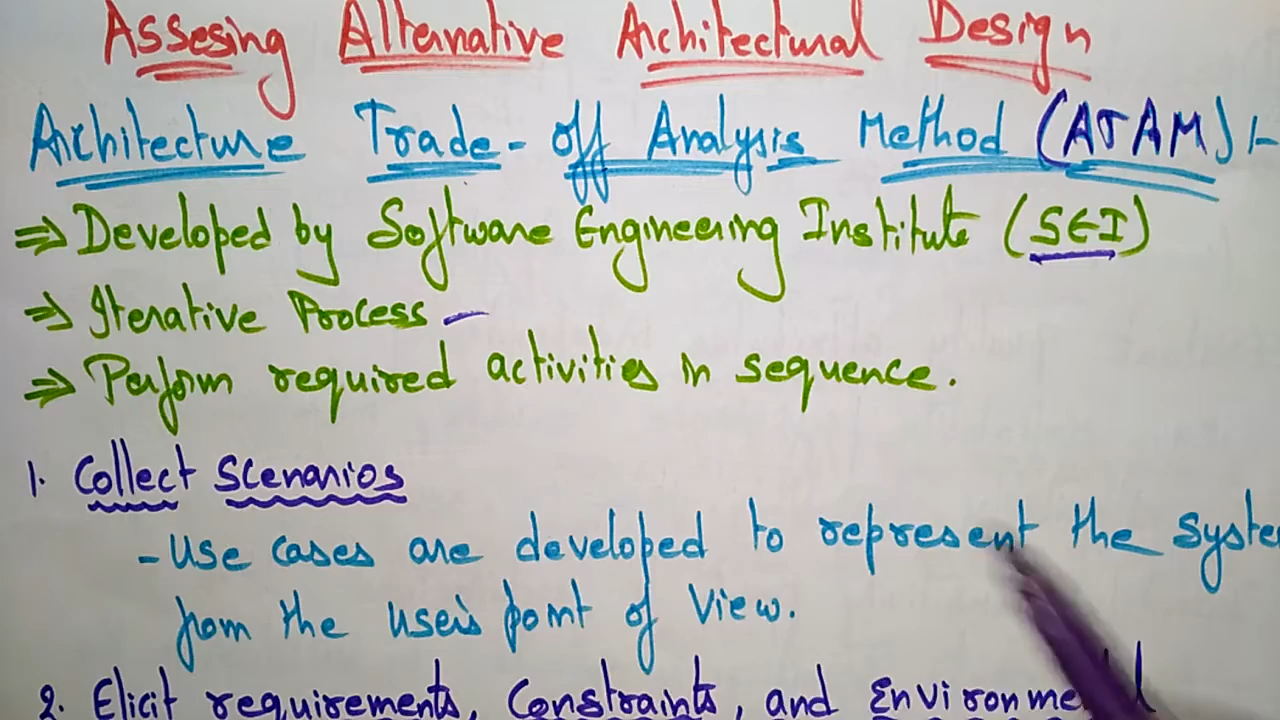 Assesing Alternative Architectural Design
Architecture Trade-off Analysis Method (ATAM) :-
⇒ Developed by Software Engineering Institute (SEI)
⇒ Iterative Process -
⇒ Perform required activities in sequence.
1. Collect Scenarios
- Use cases are developed to represent the Syste
from the user's point of View.
2. Elicit requirements, Constraints, and